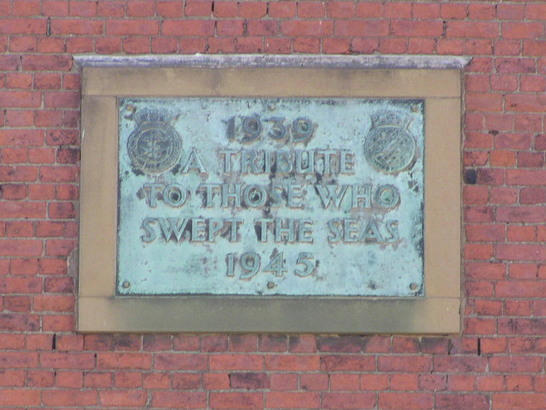 1939
A TRIBUTE
TO THOSE WHO
SWEPT THE SEAS
1945